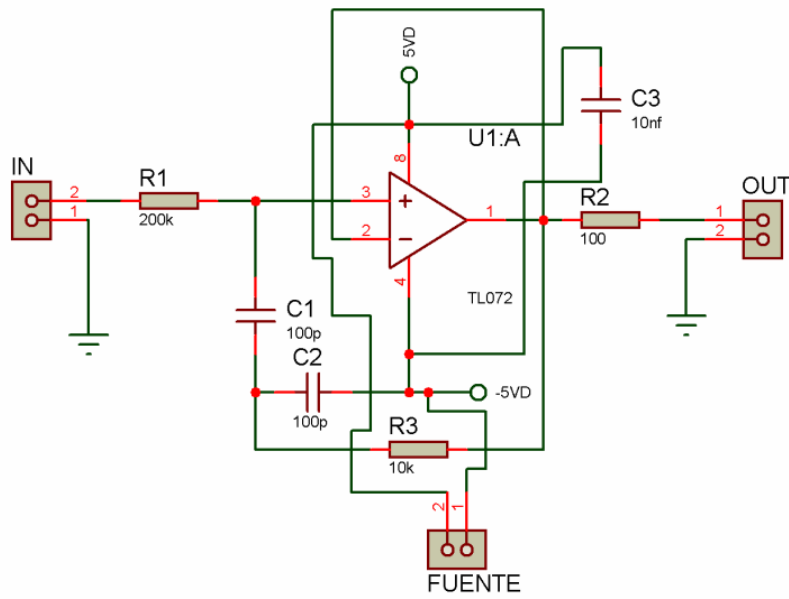 5VD
C3
10nf
U1:A
8
IN
2
1
R1
200k
3
2
1
4
R2
100
OUT
1
2
TL072
C1
100p
C2
100p
-5VD
R3
10k
2
1
FUENTE